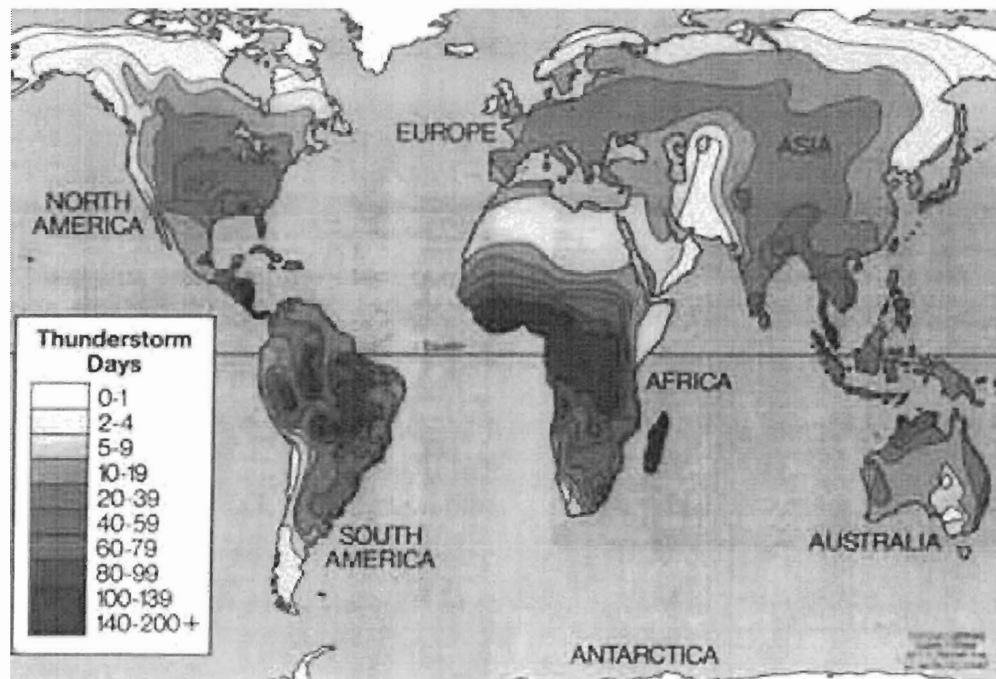 EUROPE
ASIA
NORTH
AMERICA
Thunderstorm
Days
0-1
2-4
5-9
10-19
20-39
40-59
60-79
80-99
100-139
140-200+
AFRICA
SOUTH
AMERICA
AUSTRALIA
ANTARCTICA